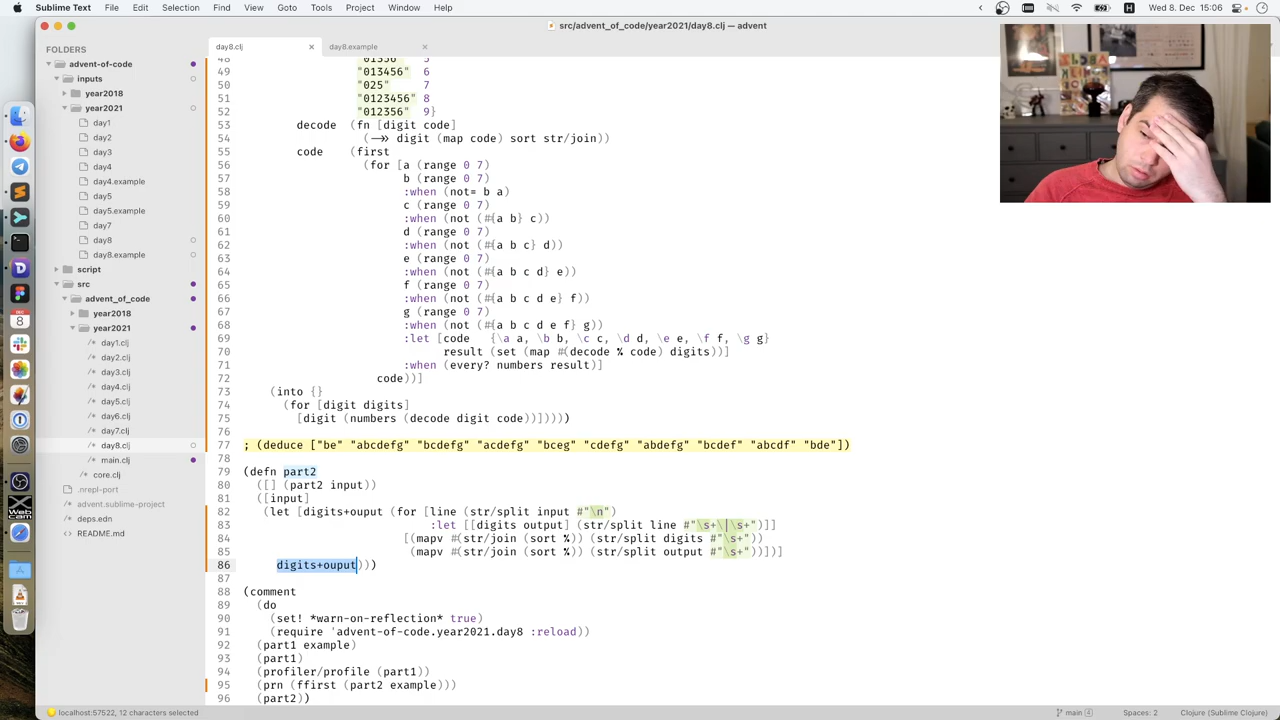 Sublime Text File Edit Selection Find View Goto Tools Project Window Help
Wed 8. Dec 15:06
src/advent_of_code/year2021/day8.clj — advent
FOLDERS
advent-of-code
inputs
year2018
year2021
day1
day2
day3
day4
day4.example
day5
day5.example
day7
day8
day8.example
script
src
advent_of_code
year2018
year2021
/* day1.clj
/* day2.clj
/* day3.clj
/* day4.clj
/* day5.clj
/* day6.clj
/* day7.clj
/* day8.clj
/* main.clj
/* core.clj
.nrepl-port
advent.sublime-project
deps.edn
README.md
day8.clj
day8.example
48 "01356" 5
49 "013456" 6
50 "025" 7
51 "0123456" 8
52 "012356" 9}
53 decode (fn [digit code]
54 (->> digit (map code) sort str/join))
55 code (first
56 (for [a (range 0 7)
57 b (range 0 7)
58 :when (not= b a)
59 c (range 0 7)
60 :when (not (#{a b} c))
61 d (range 0 7)
62 :when (not (#{a b c} d))
63 e (range 0 7)
64 :when (not (#{a b c d} e))
65 f (range 0 7)
66 :when (not (#{a b c d e} f))
67 g (range 0 7)
68 :when (not (#{a b c d e f} g))
69 :let [code {\a a, \b b, \c c, \d d, \e e, \f f, \g g}
70 result (set (map #(decode % code) digits))]
71 :when (every? numbers result)]
72 code))]
73 (into {}
74 (for [digit digits]
75 [digit (numbers (decode digit code))]))))
76
77 ; (deduce ["be" "abcdefg" "bcdefg" "acdefg" "bceg" "cdefg" "abdefg" "bcdef" "abcdf" "bde"])
78
79 (defn part2
80 ([] (part2 input))
81 ([input]
82 (let [digits+ouput (for [line (str/split input #"\n")
83 :let [[digits output] (str/split line #"\s+\|\s+")]]
84 [(mapv #(str/join (sort %)) (str/split digits #"\s+"))
85 (mapv #(str/join (sort %)) (str/split output #"\s+"))])]
86 digits+ouput)))
87
88 (comment
89 (do
90 (set! *warn-on-reflection* true)
91 (require 'advent-of-code.year2021.day8 :reload))
92 (part1 example)
93 (part1)
94 (profiler/profile (part1))
95 (prn (ffirst (part2 example)))
96 (part2))
localhost:57522, 12 characters selected
main 4
Spaces: 2
Clojure (Sublime Clojure)